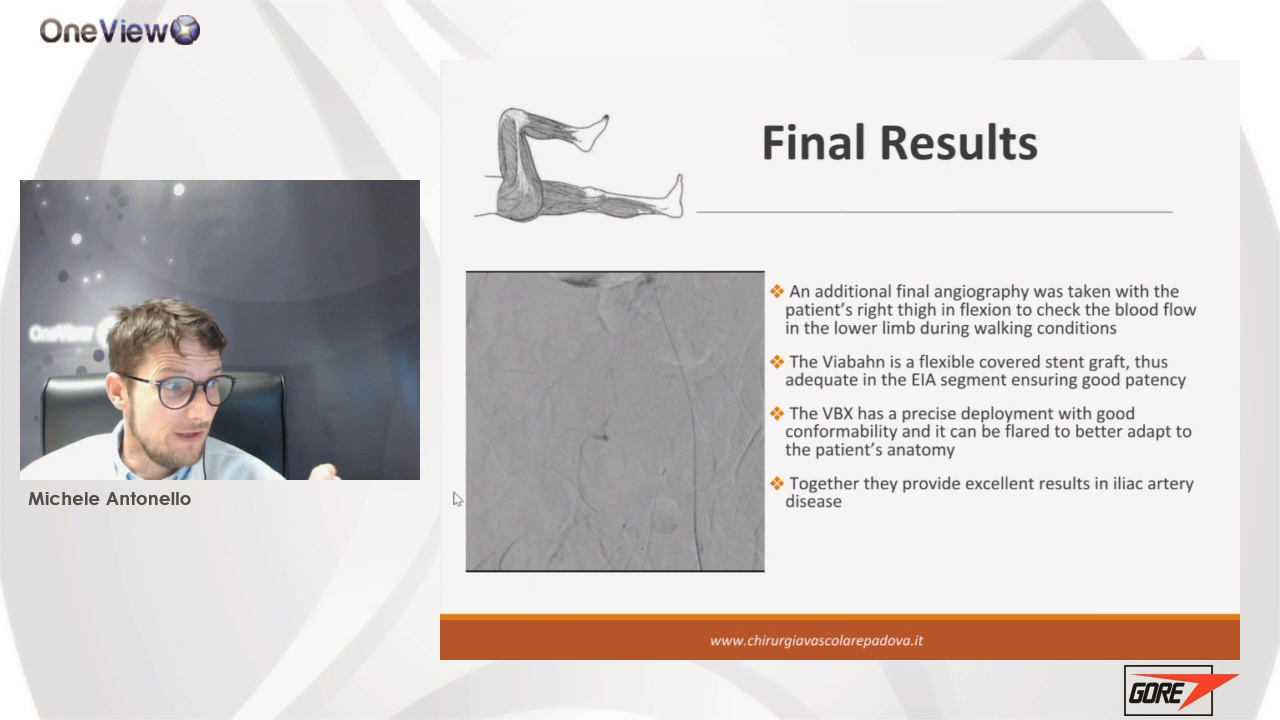 OneView
Final Results
OneView
An additional final angiography was taken with the
patient's right thigh in flexion to check the blood flow
in the lower limb during walking conditions
The Viabahn is a flexible covered stent graft, thus
adequate in the EIA segment ensuring good patency
The VBX has a precise deployment with good
conformability and it can be flared to better adapt to
the patient's anatomy
Together they provide excellent results in iliac artery
disease
Michele Antonello
www.chirurgiavascolarepadova.it
GORE